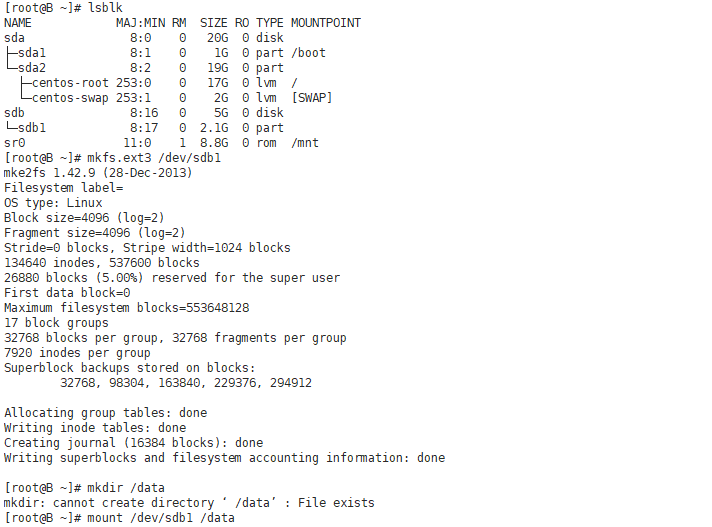 [root@B ~]# lsblk
NAME            MAJ:MIN RM  SIZE RO TYPE MOUNTPOINT
sda               8:0    0   20G  0 disk
├─sda1            8:1    0    1G  0 part /boot
└─sda2            8:2    0   19G  0 part
  ├─centos-root 253:0    0   17G  0 lvm  /
  └─centos-swap 253:1    0    2G  0 lvm  [SWAP]
sdb               8:16   0    5G  0 disk
└─sdb1            8:17   0  2.1G  0 part
sr0              11:0    1  8.8G  0 rom  /mnt
[root@B ~]# mkfs.ext3 /dev/sdb1
mke2fs 1.42.9 (28-Dec-2013)
Filesystem label=
OS type: Linux
Block size=4096 (log=2)
Fragment size=4096 (log=2)
Stride=0 blocks, Stripe width=1024 blocks
134640 inodes, 537600 blocks
26880 blocks (5.00%) reserved for the super user
First data block=0
Maximum filesystem blocks=553648128
17 block groups
32768 blocks per group, 32768 fragments per group
7920 inodes per group
Superblock backups stored on blocks:
        32768, 98304, 163840, 229376, 294912

Allocating group tables: done
Writing inode tables: done
Creating journal (16384 blocks): done
Writing superblocks and filesystem accounting information: done

[root@B ~]# mkdir /data
mkdir: cannot create directory ‘ /data’ : File exists
[root@B ~]# mount /dev/sdb1 /data